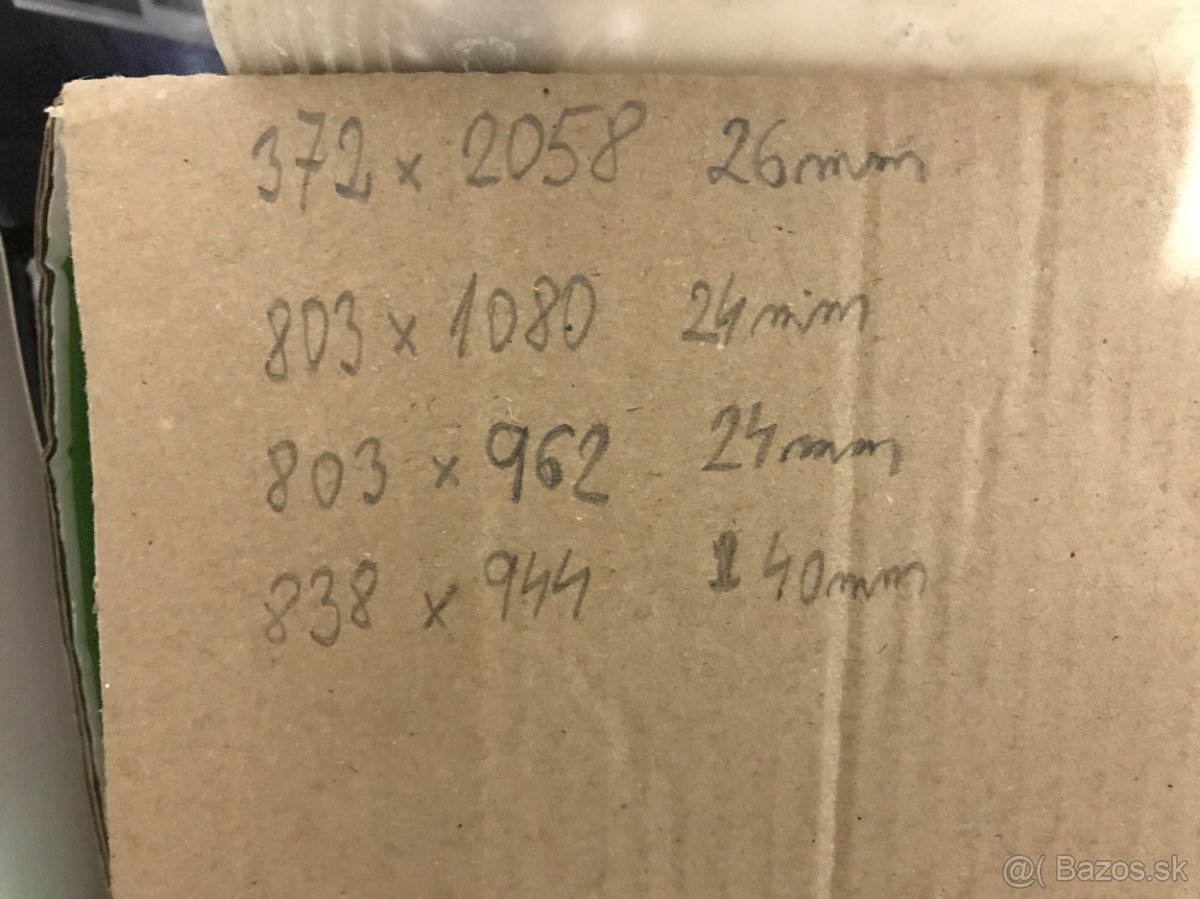 372 x 2058 26mm
803 x 1080 24mm
803 x 962 24mm
838 x 944 40mm
@( Bazos.sk